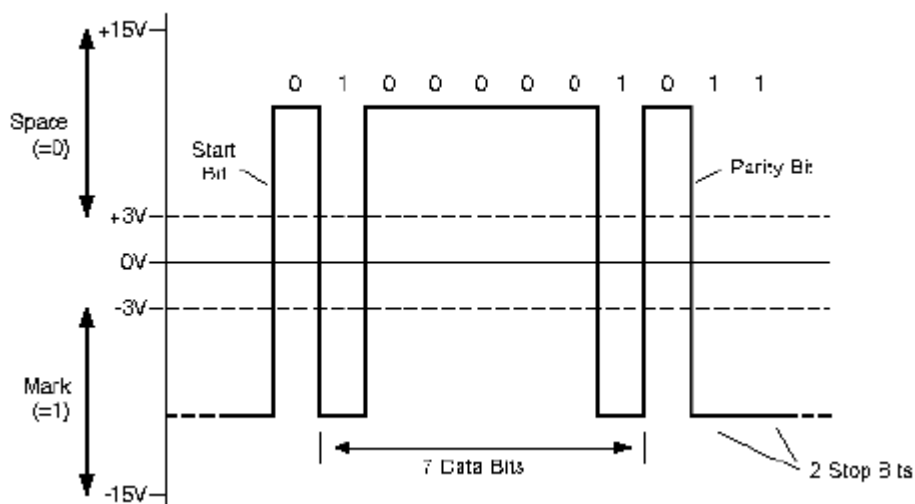 +15V
0 1 0 0 0 0 0 1 0 1 1
Space
(=0)
Start
Bit
Parity Bit
+3V
0V
-3V
Mark
(=1)
7 Data Bits
2 Stop Bits
-15V